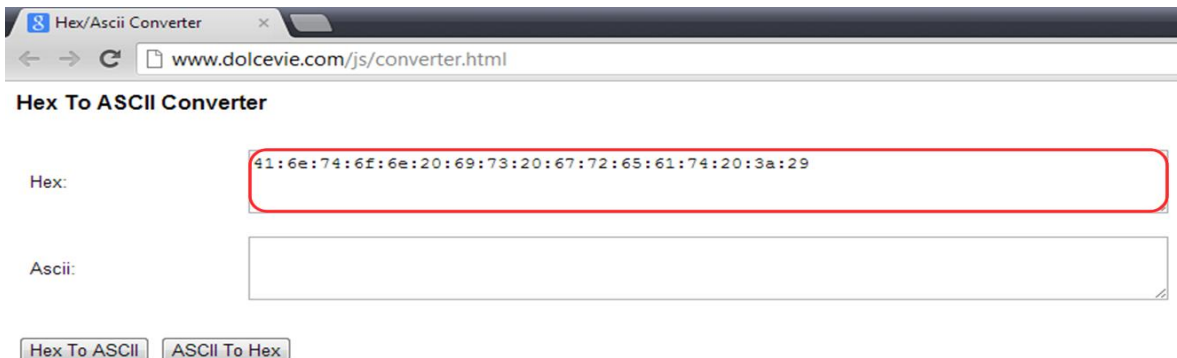 Hex/Ascii Converter
www.dolcevie.com/js/converter.html
Hex To ASCII Converter
Hex:
41:6e:74:6f:6e:20:69:73:20:67:72:65:61:74:20:3a:29
Ascii:
Hex To ASCII ASCII To Hex